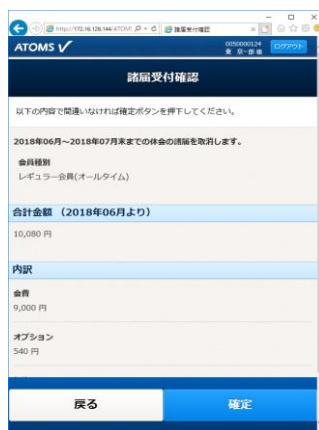 http://172.16.128.144/ATOM
諸届受付確認
ATOMS
0050000124
東 京一郎 様
ログアウト
諸届受付確認
以下の内容で間違いなければ確定ボタンを押下してください。
2018年06月～2018年07月末までの休会の諸届を取消します。
会員種別
レギュラー会員(オールタイム)
合計金額 （2018年06月より）
10,080 円
内訳
会費
9,000 円
オプション
540 円
戻る
確定